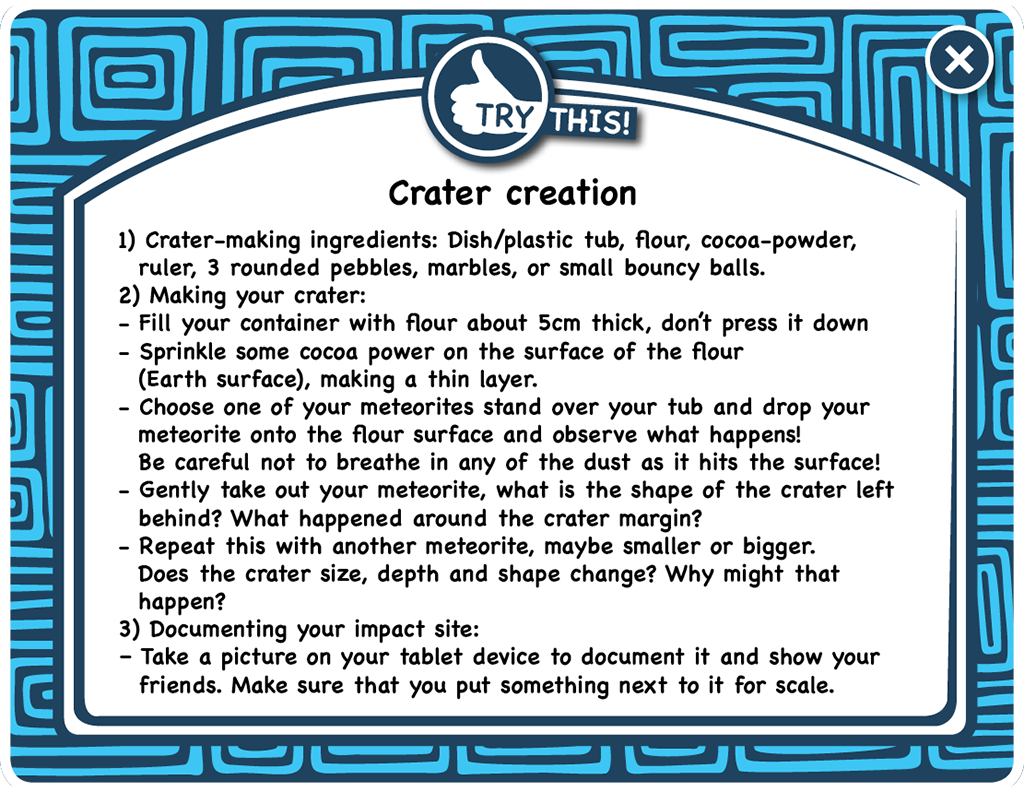 TRY THIS!
Crater creation
1) Crater-making ingredients: Dish/plastic tub, flour, cocoa-powder,
ruler, 3 rounded pebbles, marbles, or small bouncy balls.
2) Making your crater:
- Fill your container with flour about 5cm thick, don't press it down
- Sprinkle some cocoa power on the surface of the flour
(Earth surface), making a thin layer.
- Choose one of your meteorites stand over your tub and drop your
meteorite onto the flour surface and observe what happens!
Be careful not to breathe in any of the dust as it hits the surface!
- Gently take out your meteorite, what is the shape of the crater left
behind? What happened around the crater margin?
- Repeat this with another meteorite, maybe smaller or bigger.
Does the crater size, depth and shape change? Why might that
happen?
3) Documenting your impact site:
- Take a picture on your tablet device to document it and show your
friends. Make sure that you put something next to it for scale.